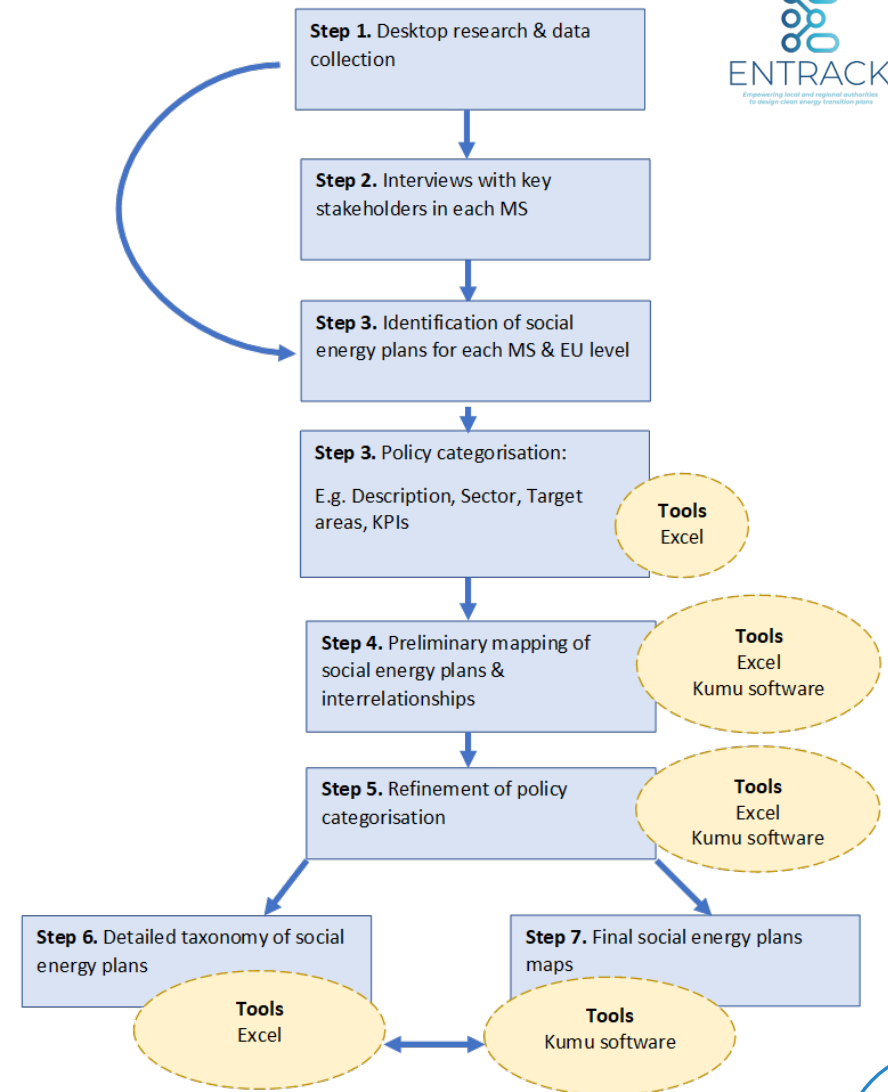 Step 1. Desktop research & data
collection
ENTRACK
Empowering local and regional authorities
to design clean energy transition plans
Step 2. Interviews with key
stakeholders in each MS
Step 3. Identification of social
energy plans for each MS & EU level
Step 3. Policy categorisation:
E.g. Description, Sector, Target
areas, KPIs
Tools
Excel
Step 4. Preliminary mapping of
social energy plans &
interrelationships
Tools
Excel
Kumu software
Step 5. Refinement of policy
categorisation
Tools
Excel
Kumu software
Step 6. Detailed taxonomy of social
energy plans
Tools
Excel
Step 7. Final social energy plans
maps
Tools
Kumu software